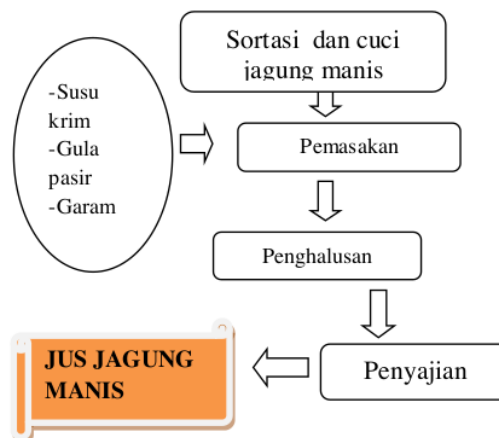 Sortasi dan cuci
jagung manis
-Susu
krim
-Gula
pasir
-Garam
Pemasakan
Penghalusan
Penyajian
JUS JAGUNG
MANIS